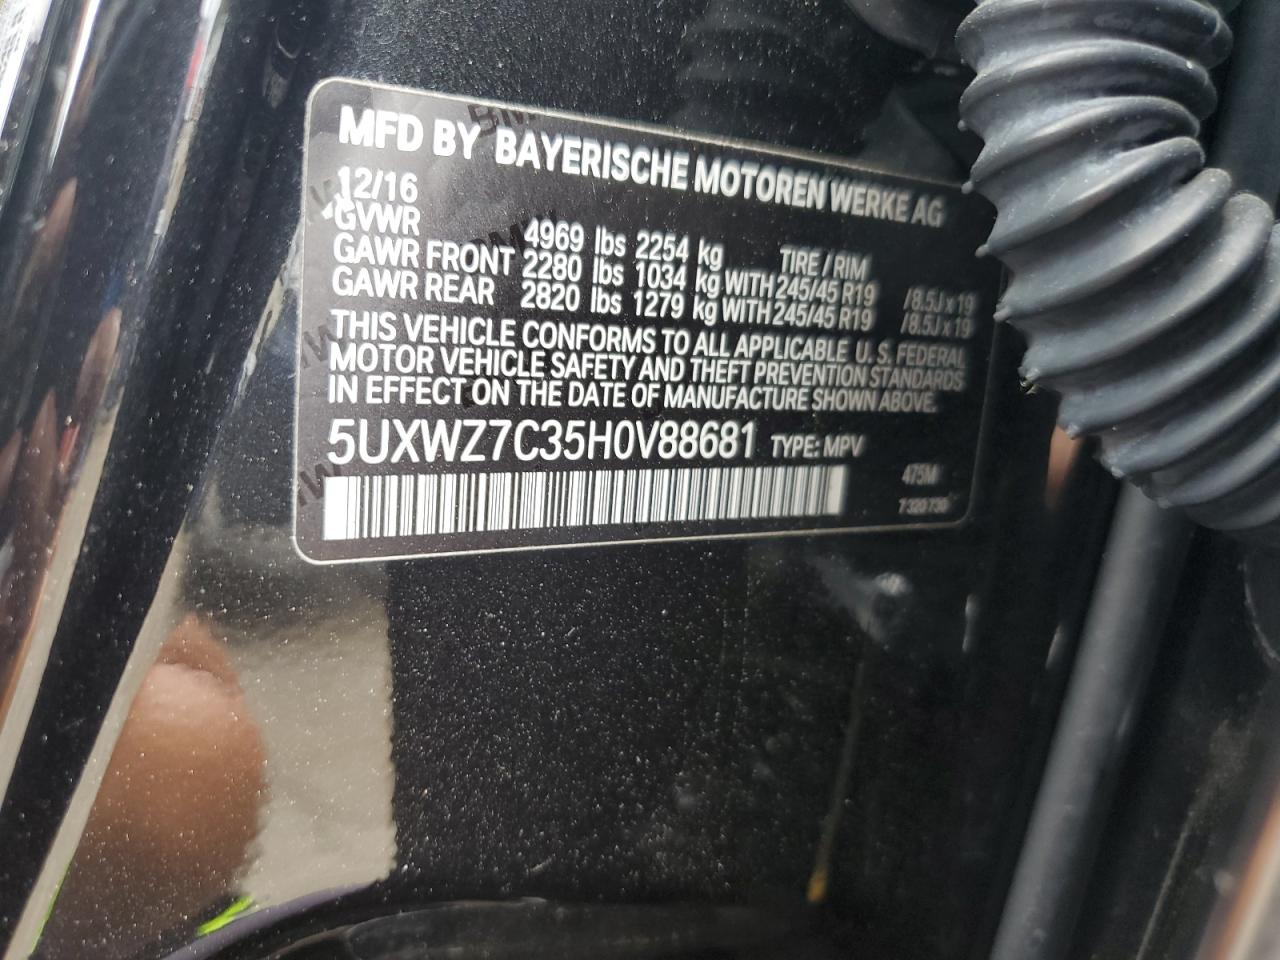 MFD BY BAYERISCHE MOTOREN WERKE AG
12/16
GVWR 4969 lbs 2254 kg TIRE / RIM
GAWR FRONT 2280 lbs 1034 kg WITH 245/45 R19 /8.5J x 19
GAWR REAR 2820 lbs 1279 kg WITH 245/45 R19 /8.5J x 19
THIS VEHICLE CONFORMS TO ALL APPLICABLE U. S. FEDERAL
MOTOR VEHICLE SAFETY AND THEFT PREVENTION STANDARDS
IN EFFECT ON THE DATE OF MANUFACTURE SHOWN ABOVE.
5UXWZ7C35H0V88681 TYPE: MPV
475M